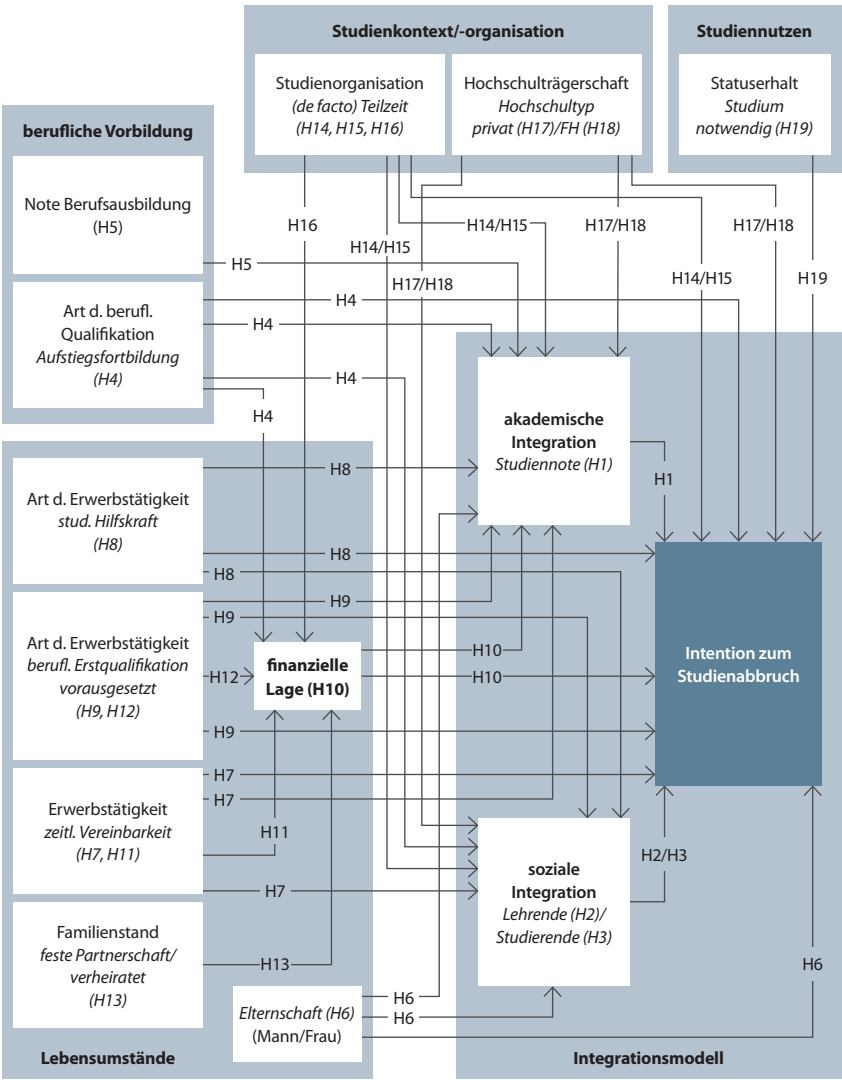 Studienkontext/-organisation
Studienorganisation
(de facto) Teilzeit
(H14, H15, H16)
Hochschulträgerschaft
Hochschultyp
privat (H17)/FH (H18)
Studiennutzen
Statuserhalt
Studium
notwendig (H19)
berufliche Vorbildung
Note Berufsausbildung
(H5)
Art d. berufl.
Qualifikation
Aufstiegsfortbildung
(H4)
H16
H14/H15
H14/H15
H17/H18
H17/H18
H14/H15
H17/H18
H19
H5
H4
H4
H4
H4
Art d. Erwerbstätigkeit
stud. Hilfskraft
(H8)
Art d. Erwerbstätigkeit
berufl. Erstqualifikation
vorausgesetzt
(H9, H12)
Erwerbstätigkeit
zeitl. Vereinbarkeit
(H7, H11)
Familienstand
feste Partnerschaft/
verheiratet
(H13)
Lebensumstände
H8
H8
H8
H9
H9
H12
H9
H7
H7
H11
H7
H13
finanzielle
Lage (H10)
H10
H10
Elternschaft (H6)
(Mann/Frau)
H6
H6
H6
akademische
Integration
Studiennote (H1)
H1
Intention zum
Studienabbruch
soziale
Integration
Lehrende (H2)/
Studierende (H3)
H2/H3
Integrationsmodell